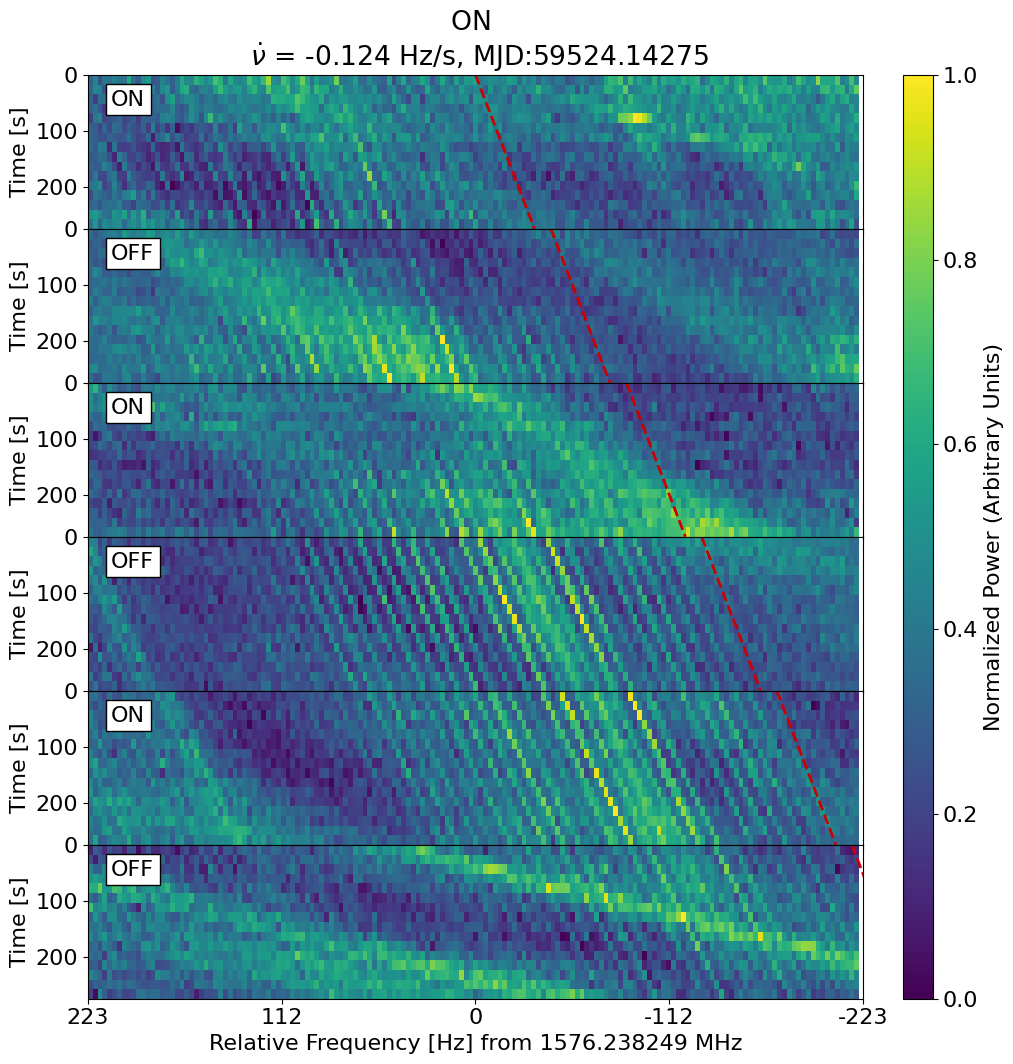 ON
ν̇ = -0.124 Hz/s, MJD:59524.14275
0
ON
100
Time [s]
200
0
OFF
100
Time [s]
200
0
ON
100
Time [s]
200
0
OFF
100
Time [s]
200
0
ON
100
Time [s]
200
0
OFF
100
Time [s]
200
223 112 0 -112 -223
Relative Frequency [Hz] from 1576.238249 MHz
1.0
0.8
0.6
0.4
0.2
0.0
Normalized Power (Arbitrary Units)